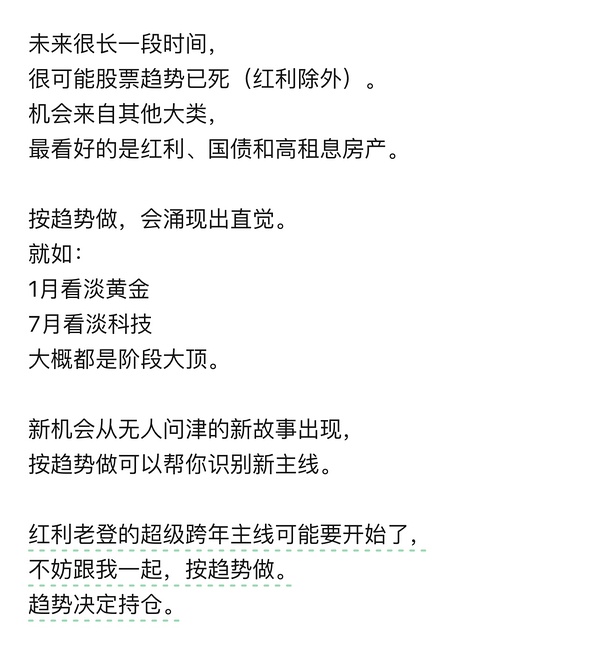 未来很长一段时间，
很可能股票趋势已死（红利除外）。
机会来自其他大类，
最看好的是红利、国债和高租息房产。
按趋势做，会涌现出直觉。
就如：
1月看淡黄金
7月看淡科技
大概都是阶段大顶。
新机会从无人问津的新故事出现，
按趋势做可以帮你识别新主线。
红利老登的超级跨年主线可能要开始了，
不妨跟我一起，按趋势做。
趋势决定持仓。